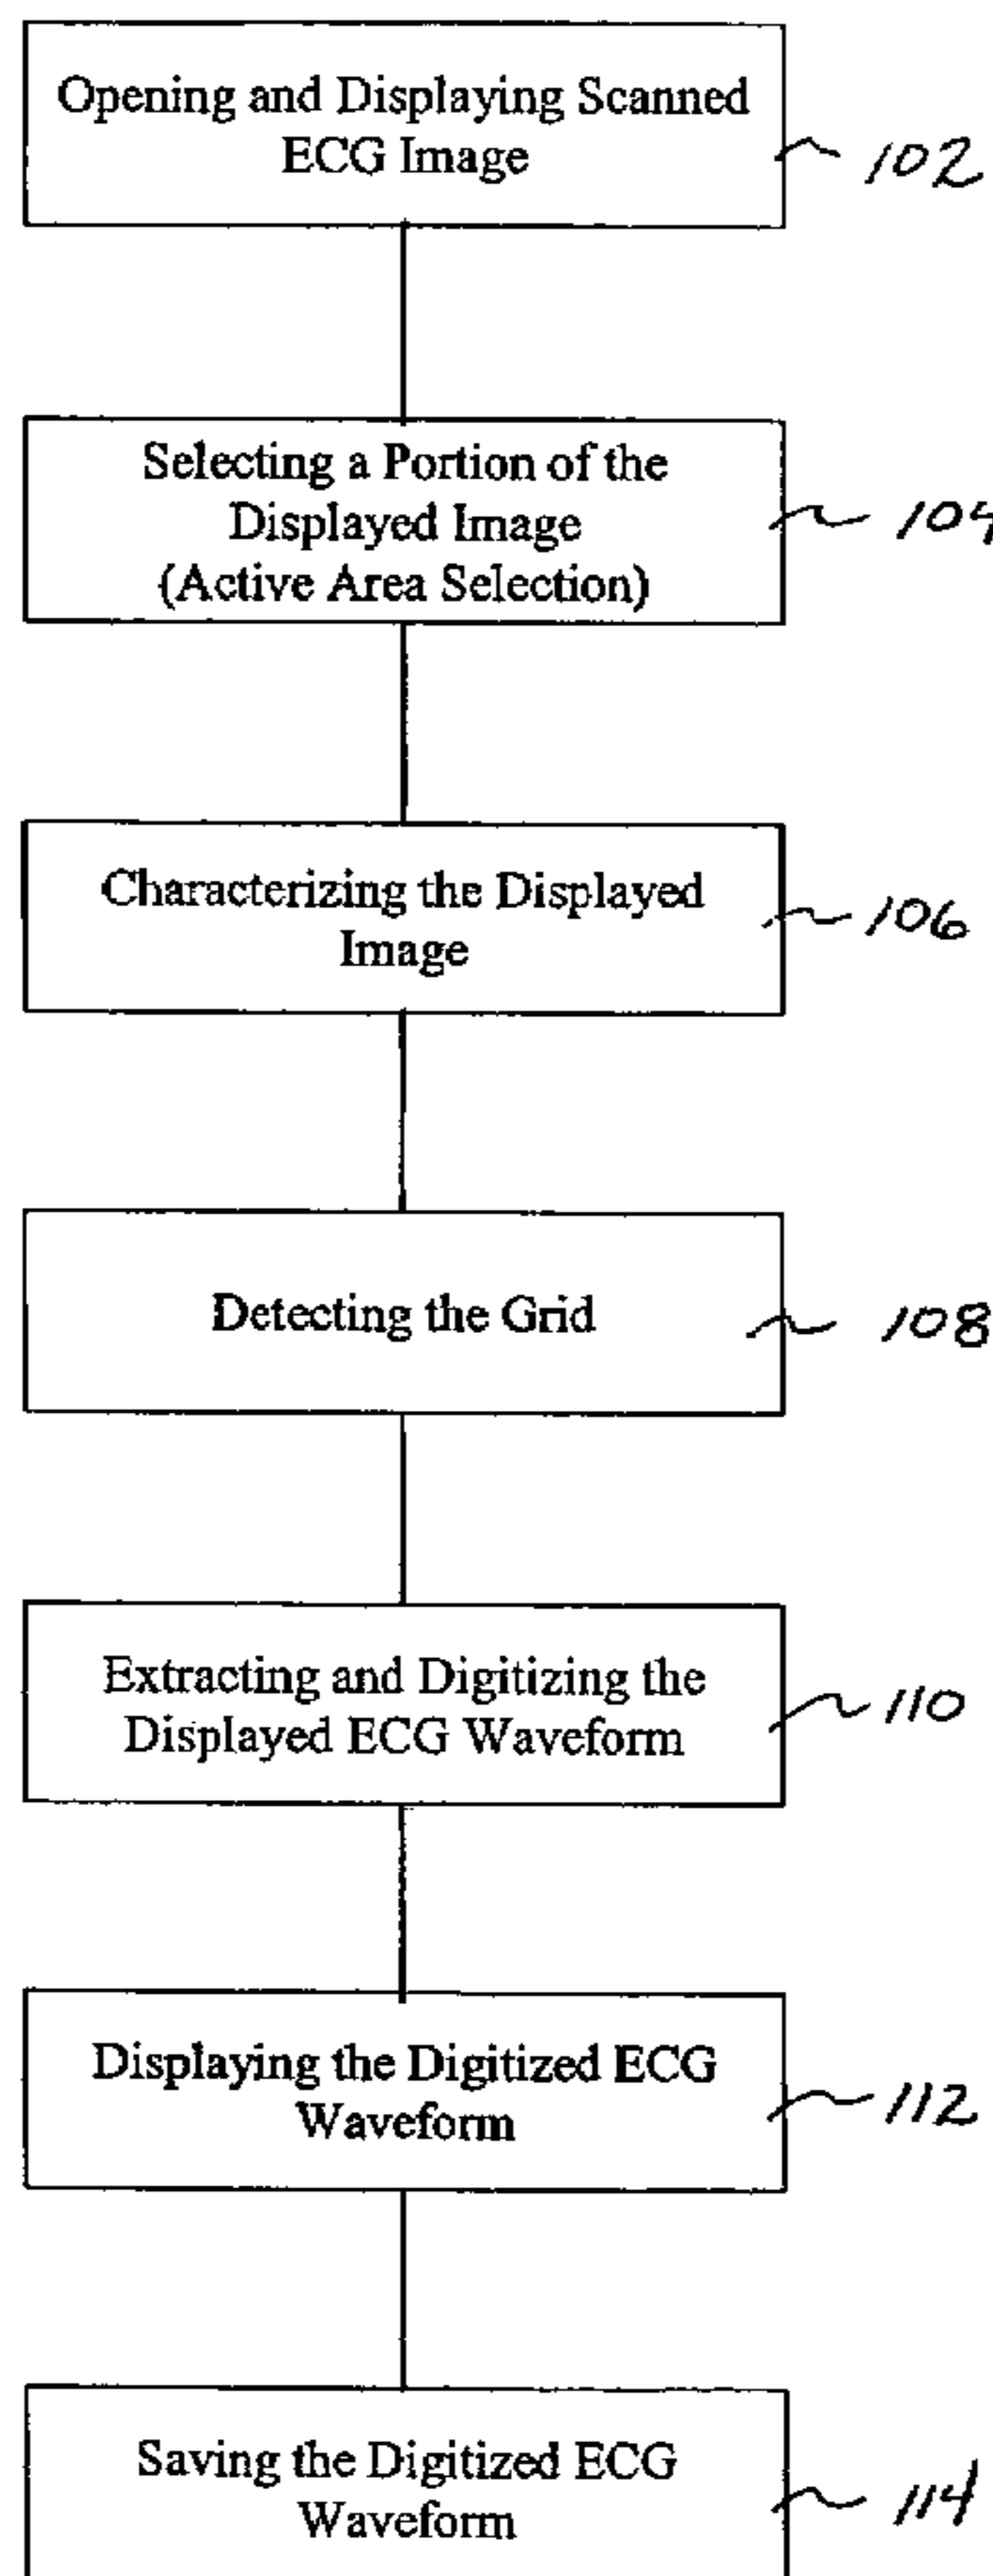 Opening and Displaying Scanned
ECG Image
102
Selecting a Portion of the
Displayed Image
(Active Area Selection)
104
Characterizing the Displayed
Image
106
Detecting the Grid
108
Extracting and Digitizing the
Displayed ECG Waveform
110
Displaying the Digitized ECG
Waveform
112
Saving the Digitized ECG
Waveform
114